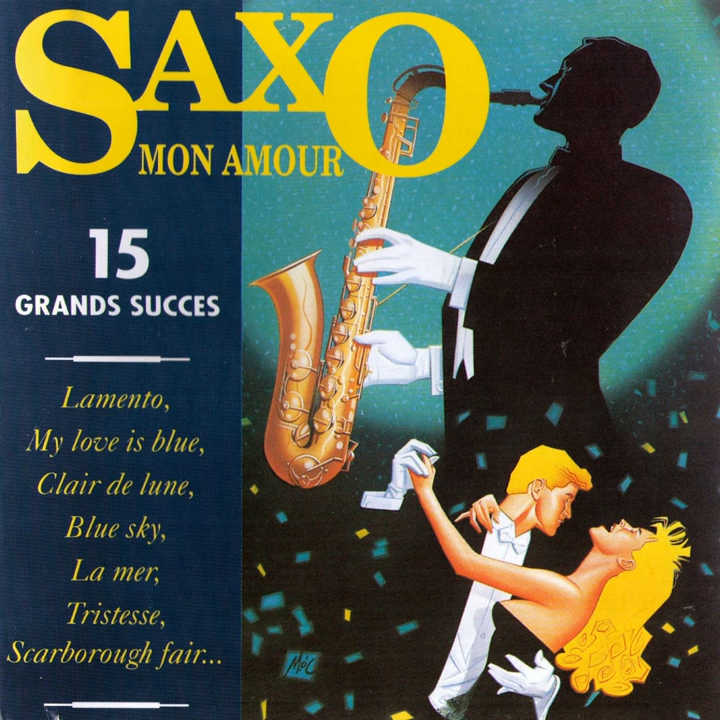 SAXO
MON AMOUR
15
GRANDS SUCCES
Lamento,
My love is blue,
Clair de lune,
Blue sky,
La mer,
Tristesse,
Scarborough fair...